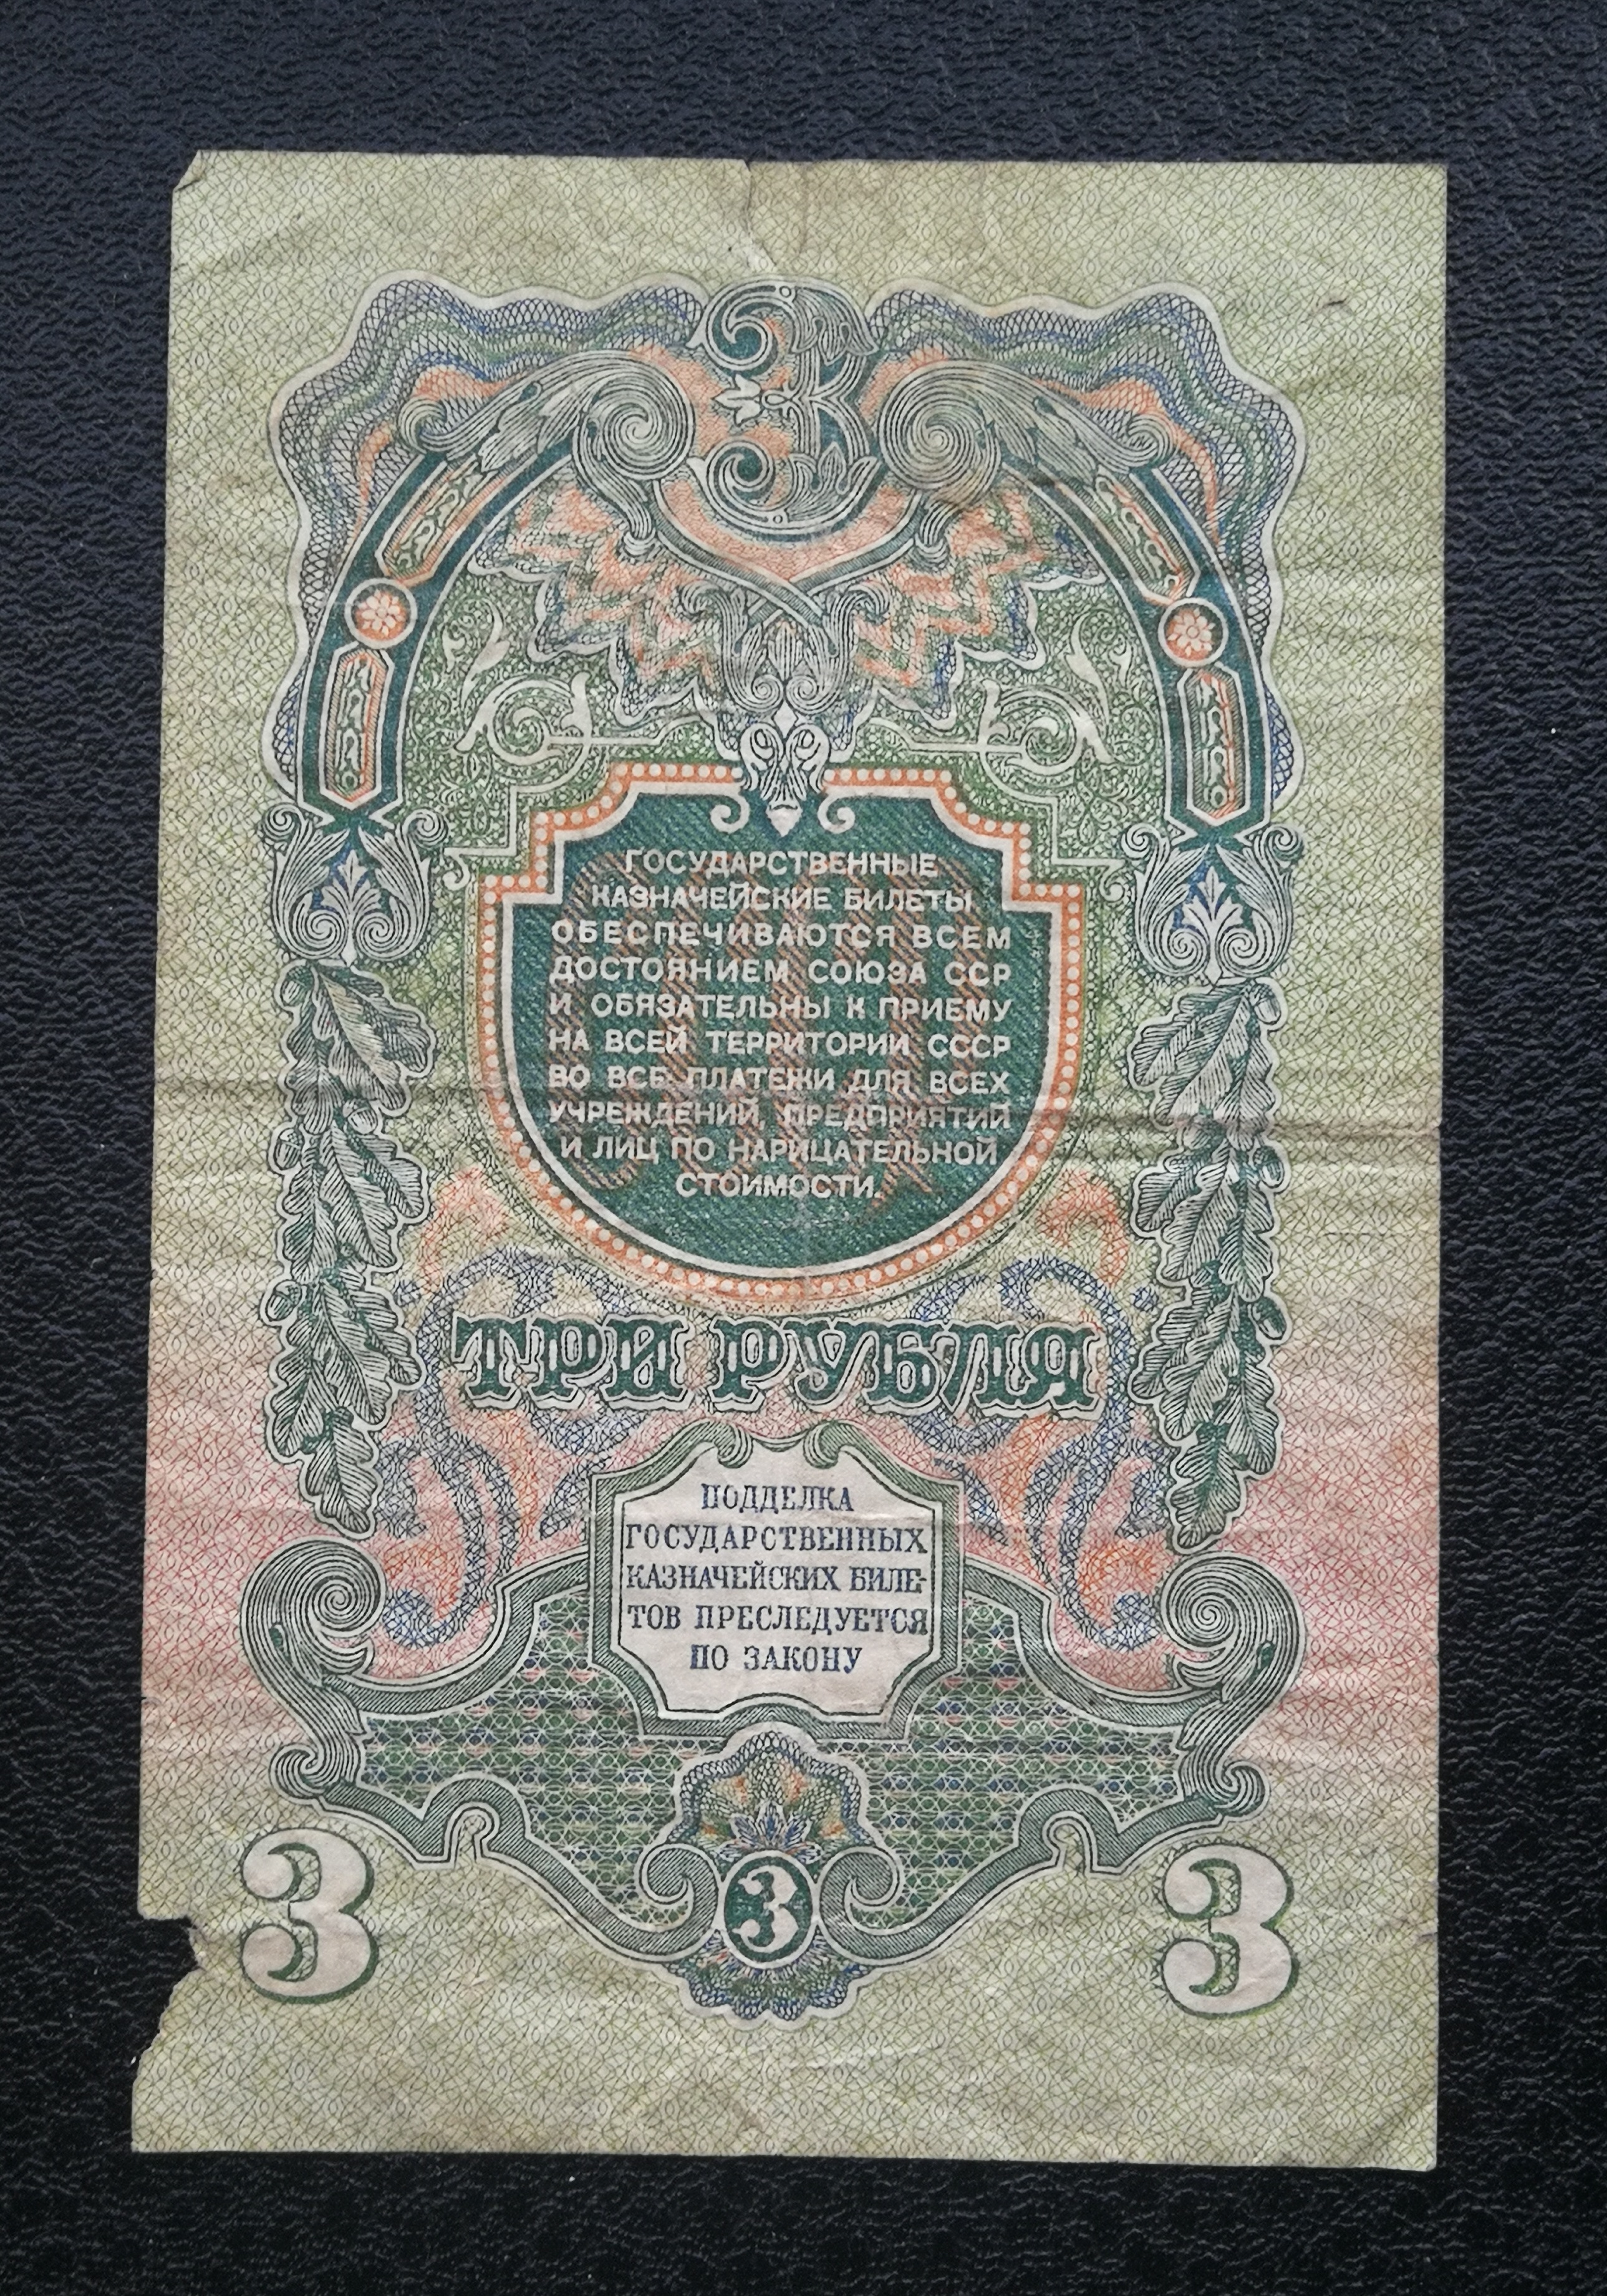 3
ГОСУДАРСТВЕННЫЕ
КАЗНАЧЕЙСКИЕ БИЛЕТЫ
ОБЕСПЕЧИВАЮТСЯ ВСЕМ
ДОСТОЯНИЕМ СОЮЗА ССР
И ОБЯЗАТЕЛЬНЫ К ПРИЕМУ
НА ВСЕЙ ТЕРРИТОРИИ СССР
ВО ВСЕ ПЛАТЕЖИ ДЛЯ ВСЕХ
УЧРЕЖДЕНИЙ, ПРЕДПРИЯТИЙ
И ЛИЦ ПО НАРИЦАТЕЛЬНОЙ
СТОИМОСТИ.
ТРИ РУБЛЯ
ПОДДЕЛКА
ГОСУДАРСТВЕННЫХ
КАЗНАЧЕЙСКИХ БИЛЕ-
ТОВ ПРЕСЛЕДУЕТСЯ
ПО ЗАКОНУ
3 3 3